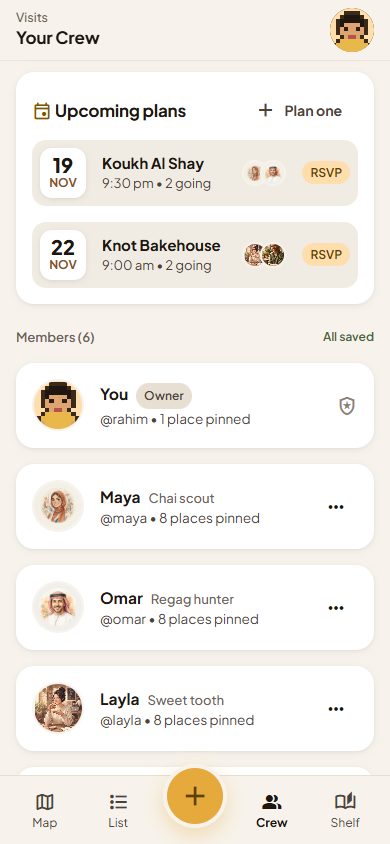 Visits
Your Crew
Upcoming plans
+ Plan one
19
NOV
Koukh Al Shay
9:30 pm • 2 going
RSVP
22
NOV
Knot Bakehouse
9:00 am • 2 going
RSVP
Members (6)
All saved
You Owner
@rahim • 1 place pinned
Maya Chai scout
@maya • 8 places pinned
Omar Regag hunter
@omar • 8 places pinned
Layla Sweet tooth
@layla • 8 places pinned
Map
List
Crew
Shelf